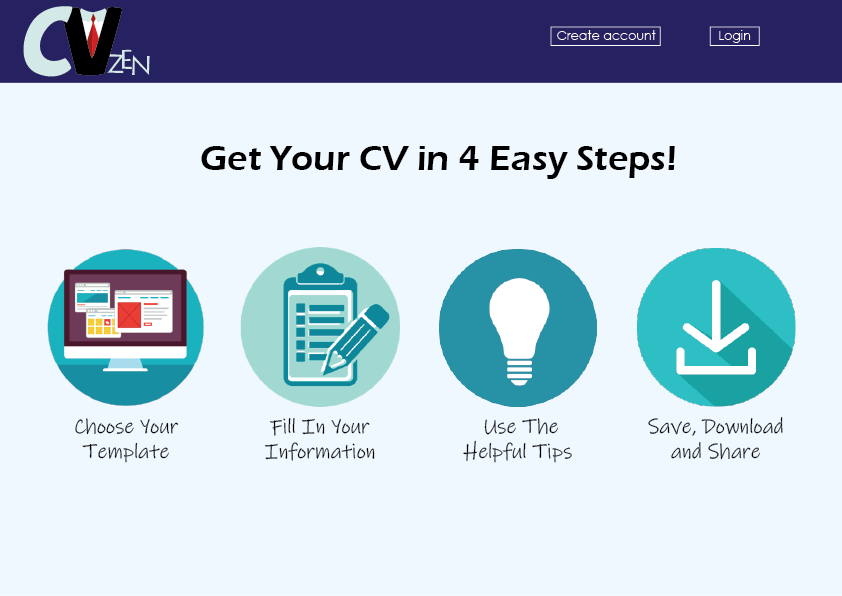 CV ZEN
Create account
Login
Get Your CV in 4 Easy Steps!
Choose Your
Template
Fill In Your
Information
Use The
Helpful Tips
Save, Download
and Share